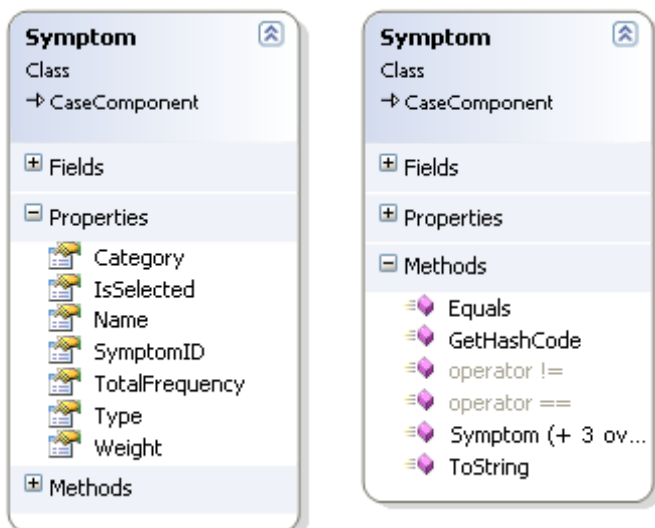 Symptom
Class
CaseComponent
Fields
Properties
Category
IsSelected
Name
SymptomID
TotalFrequency
Type
Weight
Methods
Symptom
Class
CaseComponent
Fields
Properties
Methods
Equals
GetHashCode
operator !=
operator ==
Symptom (+ 3 ov...
ToString